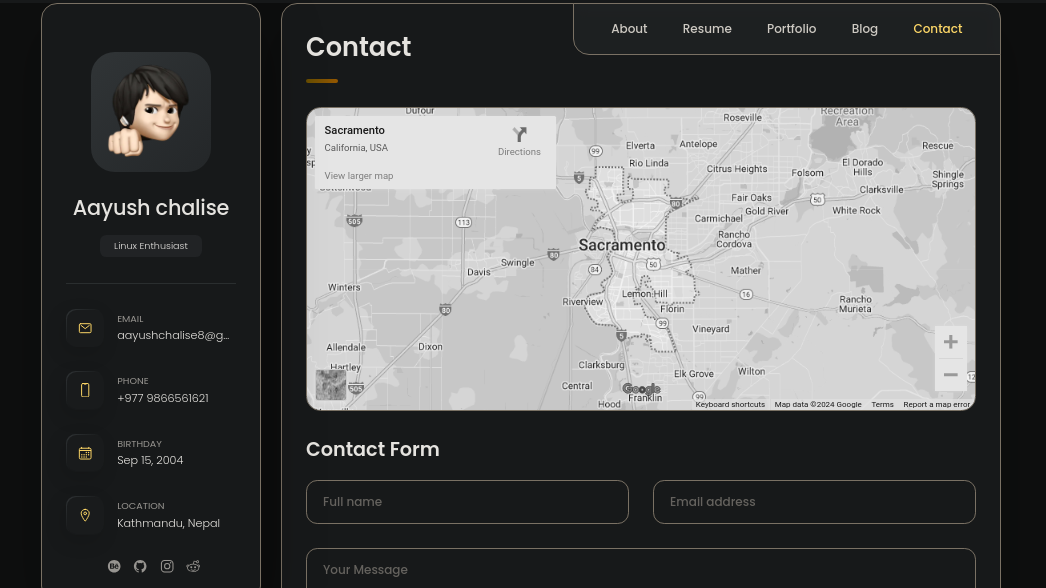 About
Resume
Portfolio
Blog
Contact
Aayush chalise
Linux Enthusiast
EMAIL
aayushchalise8@g...
PHONE
+977 9866561621
BIRTHDAY
Sep 15, 2004
LOCATION
Kathmandu, Nepal
Contact
Sacramento
California, USA
Directions
View larger map
Dufour
Roseville
Recreation
Area
99
Elverta
Antelope
Rescue
Rio Linda
El Dorado
Hills
5
Citrus Heights
Folsom
Shingle
Springs
Clarksville
80
Fair Oaks
50
505
113
Gold River
White Rock
Carmichael
Rancho
Cordova
Sacramento
80
Swingle
50
Davis
84
Mather
Winters
Lemon Hill
16
Riverview
Florin
Rancho
Murieta
80
99
Vineyard
5
Allendale
Dixon
Hartley
Clarksburg
Elk Grove
Wilton
505
Central
Google
Franklin
99
12
Hood
Keyboard shortcuts
Map data ©2024 Google
Terms
Report a map error
Contact Form
Full name
Email address
Your Message